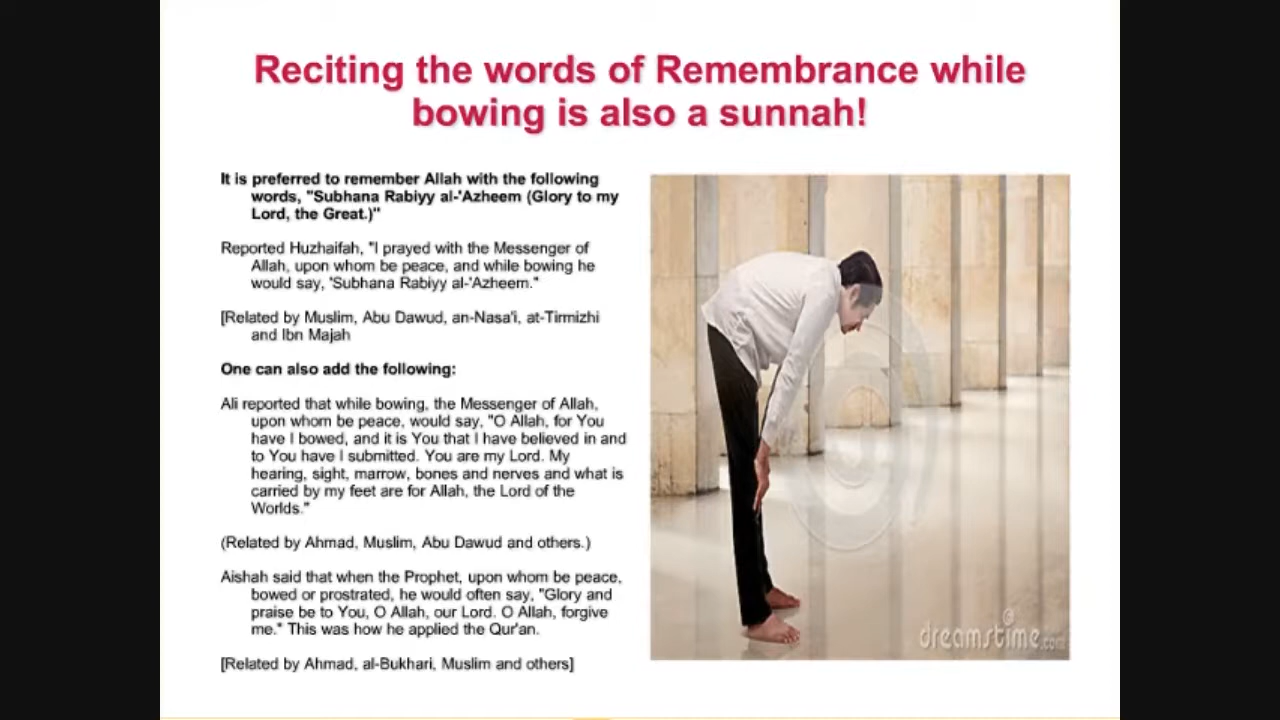 Reciting the words of Remembrance while
bowing is also a sunnah!
It is preferred to remember Allah with the following
words, "Subhana Rabiyy al-'Azheem (Glory to my
Lord, the Great.)"
Reported Huzhaifah, "I prayed with the Messenger of
Allah, upon whom be peace, and while bowing he
would say, 'Subhana Rabiyy al-'Azheem."
[Related by Muslim, Abu Dawud, an-Nasa'i, at-Tirmizhi
and Ibn Majah
One can also add the following:
Ali reported that while bowing, the Messenger of Allah,
upon whom be peace, would say, "O Allah, for You
have I bowed, and it is You that I have believed in and
to You have I submitted. You are my Lord. My
hearing, sight, marrow, bones and nerves and what is
carried by my feet are for Allah, the Lord of the
Worlds."
(Related by Ahmad, Muslim, Abu Dawud and others.)
Aishah said that when the Prophet, upon whom be peace,
bowed or prostrated, he would often say, "Glory and
praise be to You, O Allah, our Lord. O Allah, forgive
me." This was how he applied the Qur'an.
[Related by Ahmad, al-Bukhari, Muslim and others]
dreamstime.com